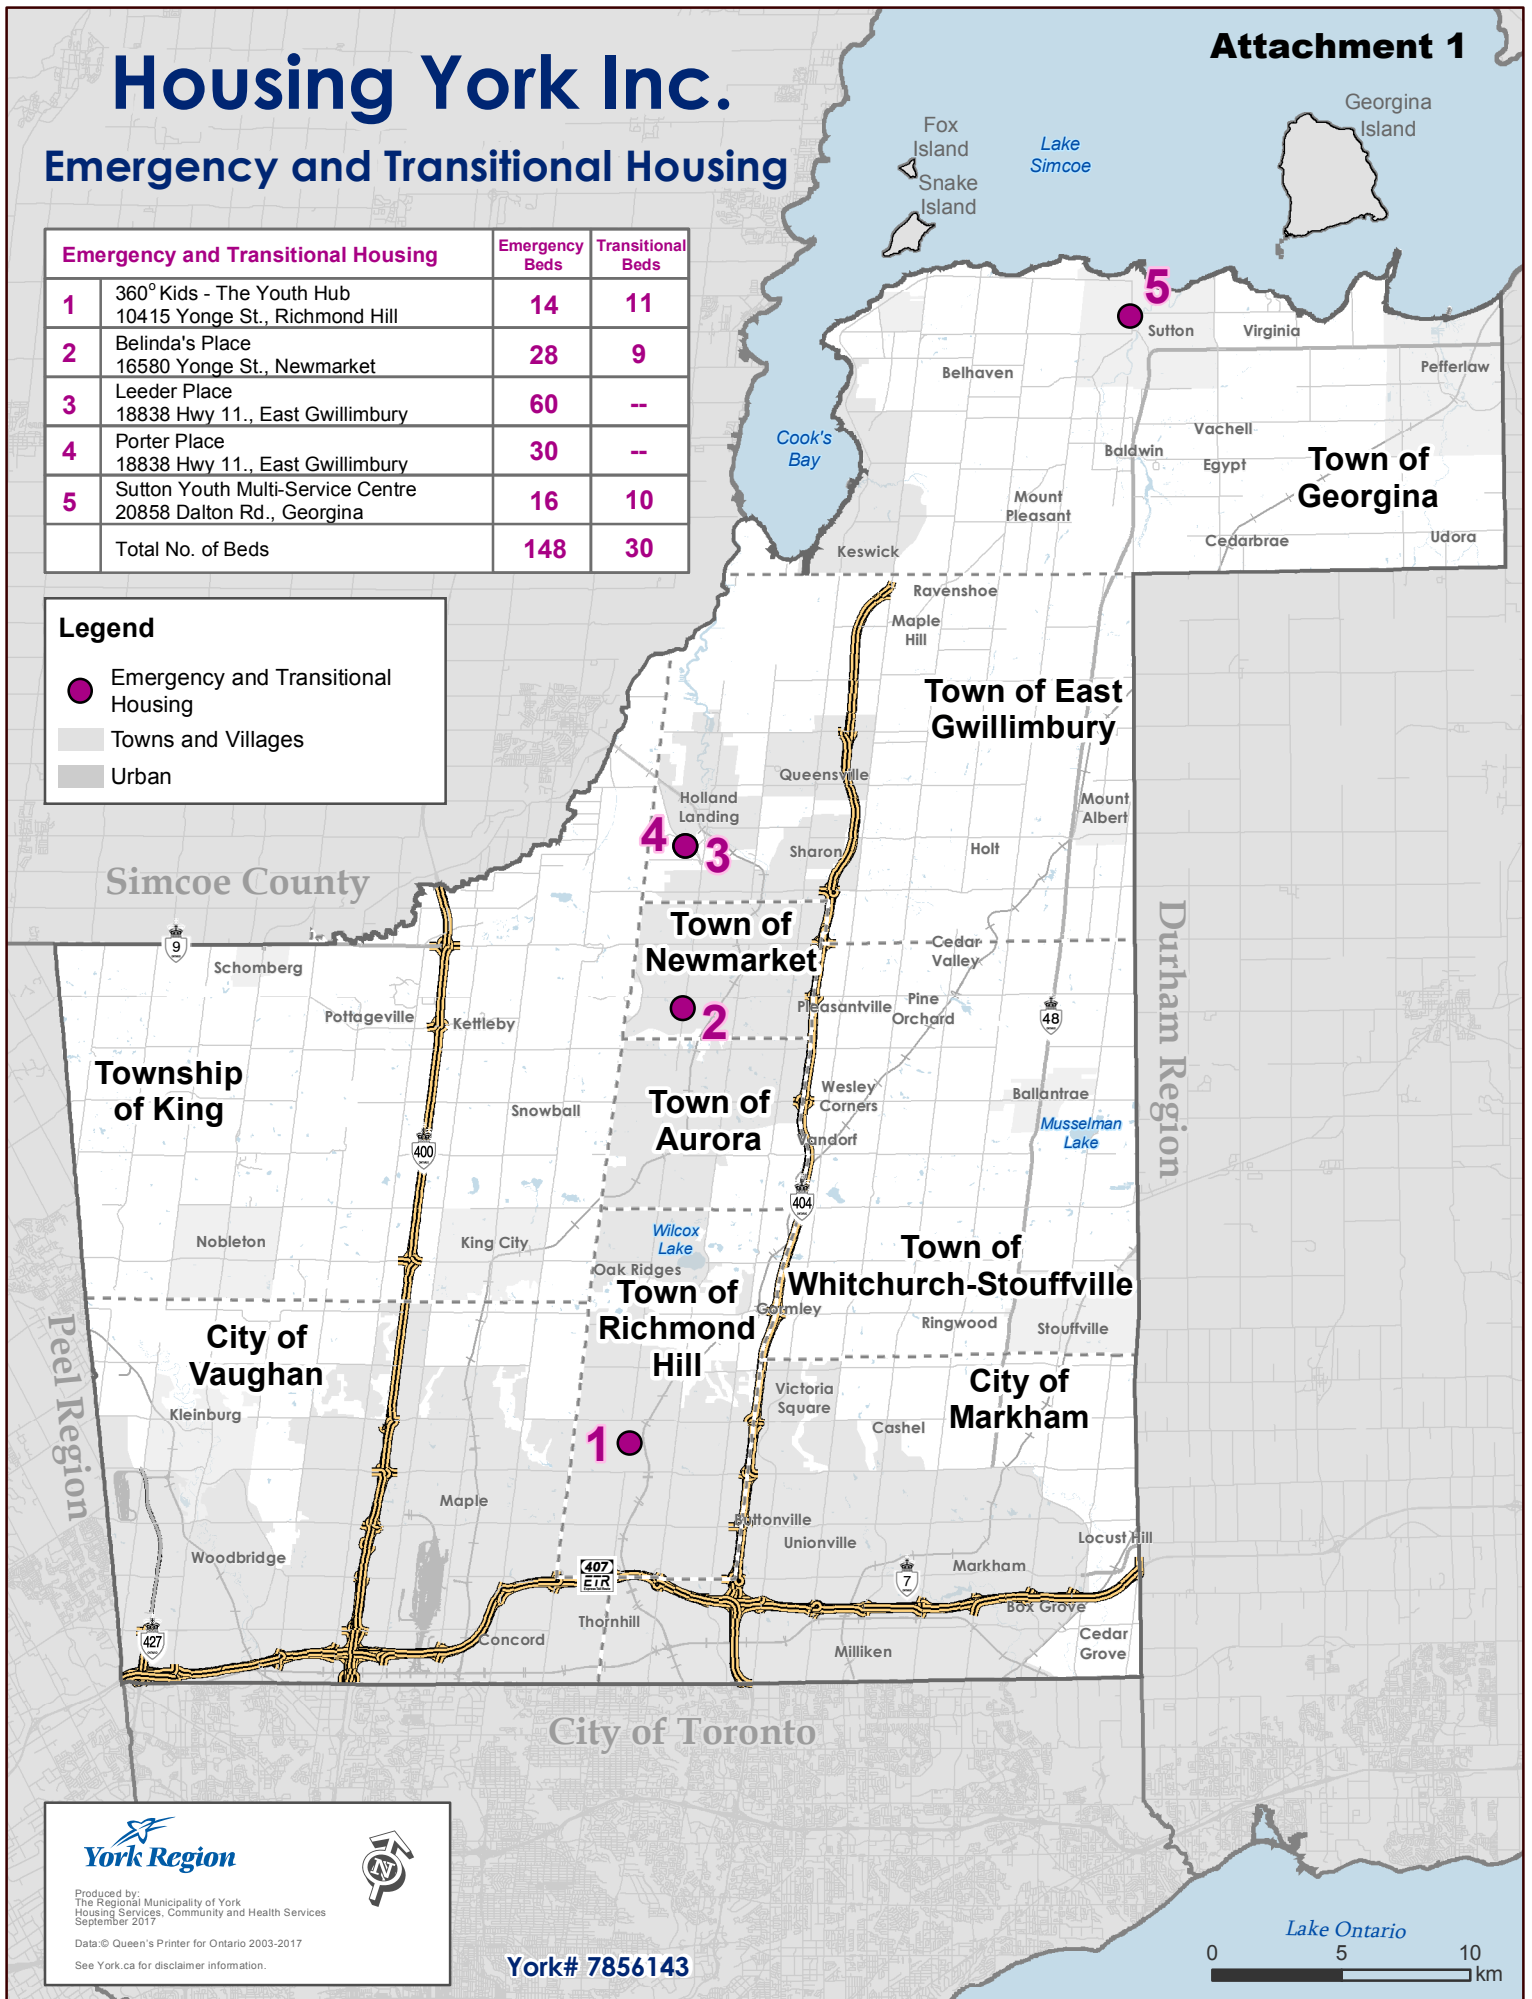 Attachment 1
Housing York Inc.
Emergency and Transitional Housing
Emergency and Transitional Housing
Emergency
Beds
Transitional
Beds
1
360° Kids - The Youth Hub
10415 Yonge St., Richmond Hill
14
11
2
Belinda's Place
16580 Yonge St., Newmarket
28
9
3
Leeder Place
18838 Hwy 11., East Gwillimbury
60
--
4
Porter Place
18838 Hwy 11., East Gwillimbury
30
--
5
Sutton Youth Multi-Service Centre
20858 Dalton Rd., Georgina
16
10
Total No. of Beds
148
30
Legend
Emergency and Transitional
Housing
Towns and Villages
Urban
Georgina
Island
Fox
Island
Snake
Island
Lake
Simcoe
5
Sutton
Virginia
Belhaven
Pefferlaw
Cook's
Bay
Vachell
Baldwin
Egypt
Town of
Georgina
Mount
Pleasant
Keswick
Cedarbrae
Udora
Ravenshoe
Maple
Hill
Town of East
Gwillimbury
Queensville
Holland
Landing
Mount
Albert
4
3
Sharon
Holt
Simcoe County
Durham Region
9
Town of
Newmarket
Cedar
Valley
Schomberg
Pottageville
Kettleby
2
Pleasantville
Pine
Orchard
48
Township
of King
Snowball
Town of
Aurora
Wesley
Corners
Ballantrae
Musselman
Lake
Vandorf
400
404
Nobleton
King City
Wilcox
Lake
Oak Ridges
Town of
Richmond
Hill
Town of
Whitchurch-Stouffville
Gormley
Ringwood
Stouffville
Peel Region
City of
Vaughan
Kleinburg
Victoria
Square
City of
Markham
Cashel
1
Maple
Buttonville
Unionville
Locust Hill
Woodbridge
Markham
407
ETR
7
Box Grove
Thornhill
Concord
427
Milliken
Cedar
Grove
City of Toronto
York Region
N
Produced by:
The Regional Municipality of York
Housing Services, Community and Health Services
September 2017
Data:© Queen's Printer for Ontario 2003-2017
See York.ca for disclaimer information.
York# 7856143
Lake Ontario
0
5
10
km